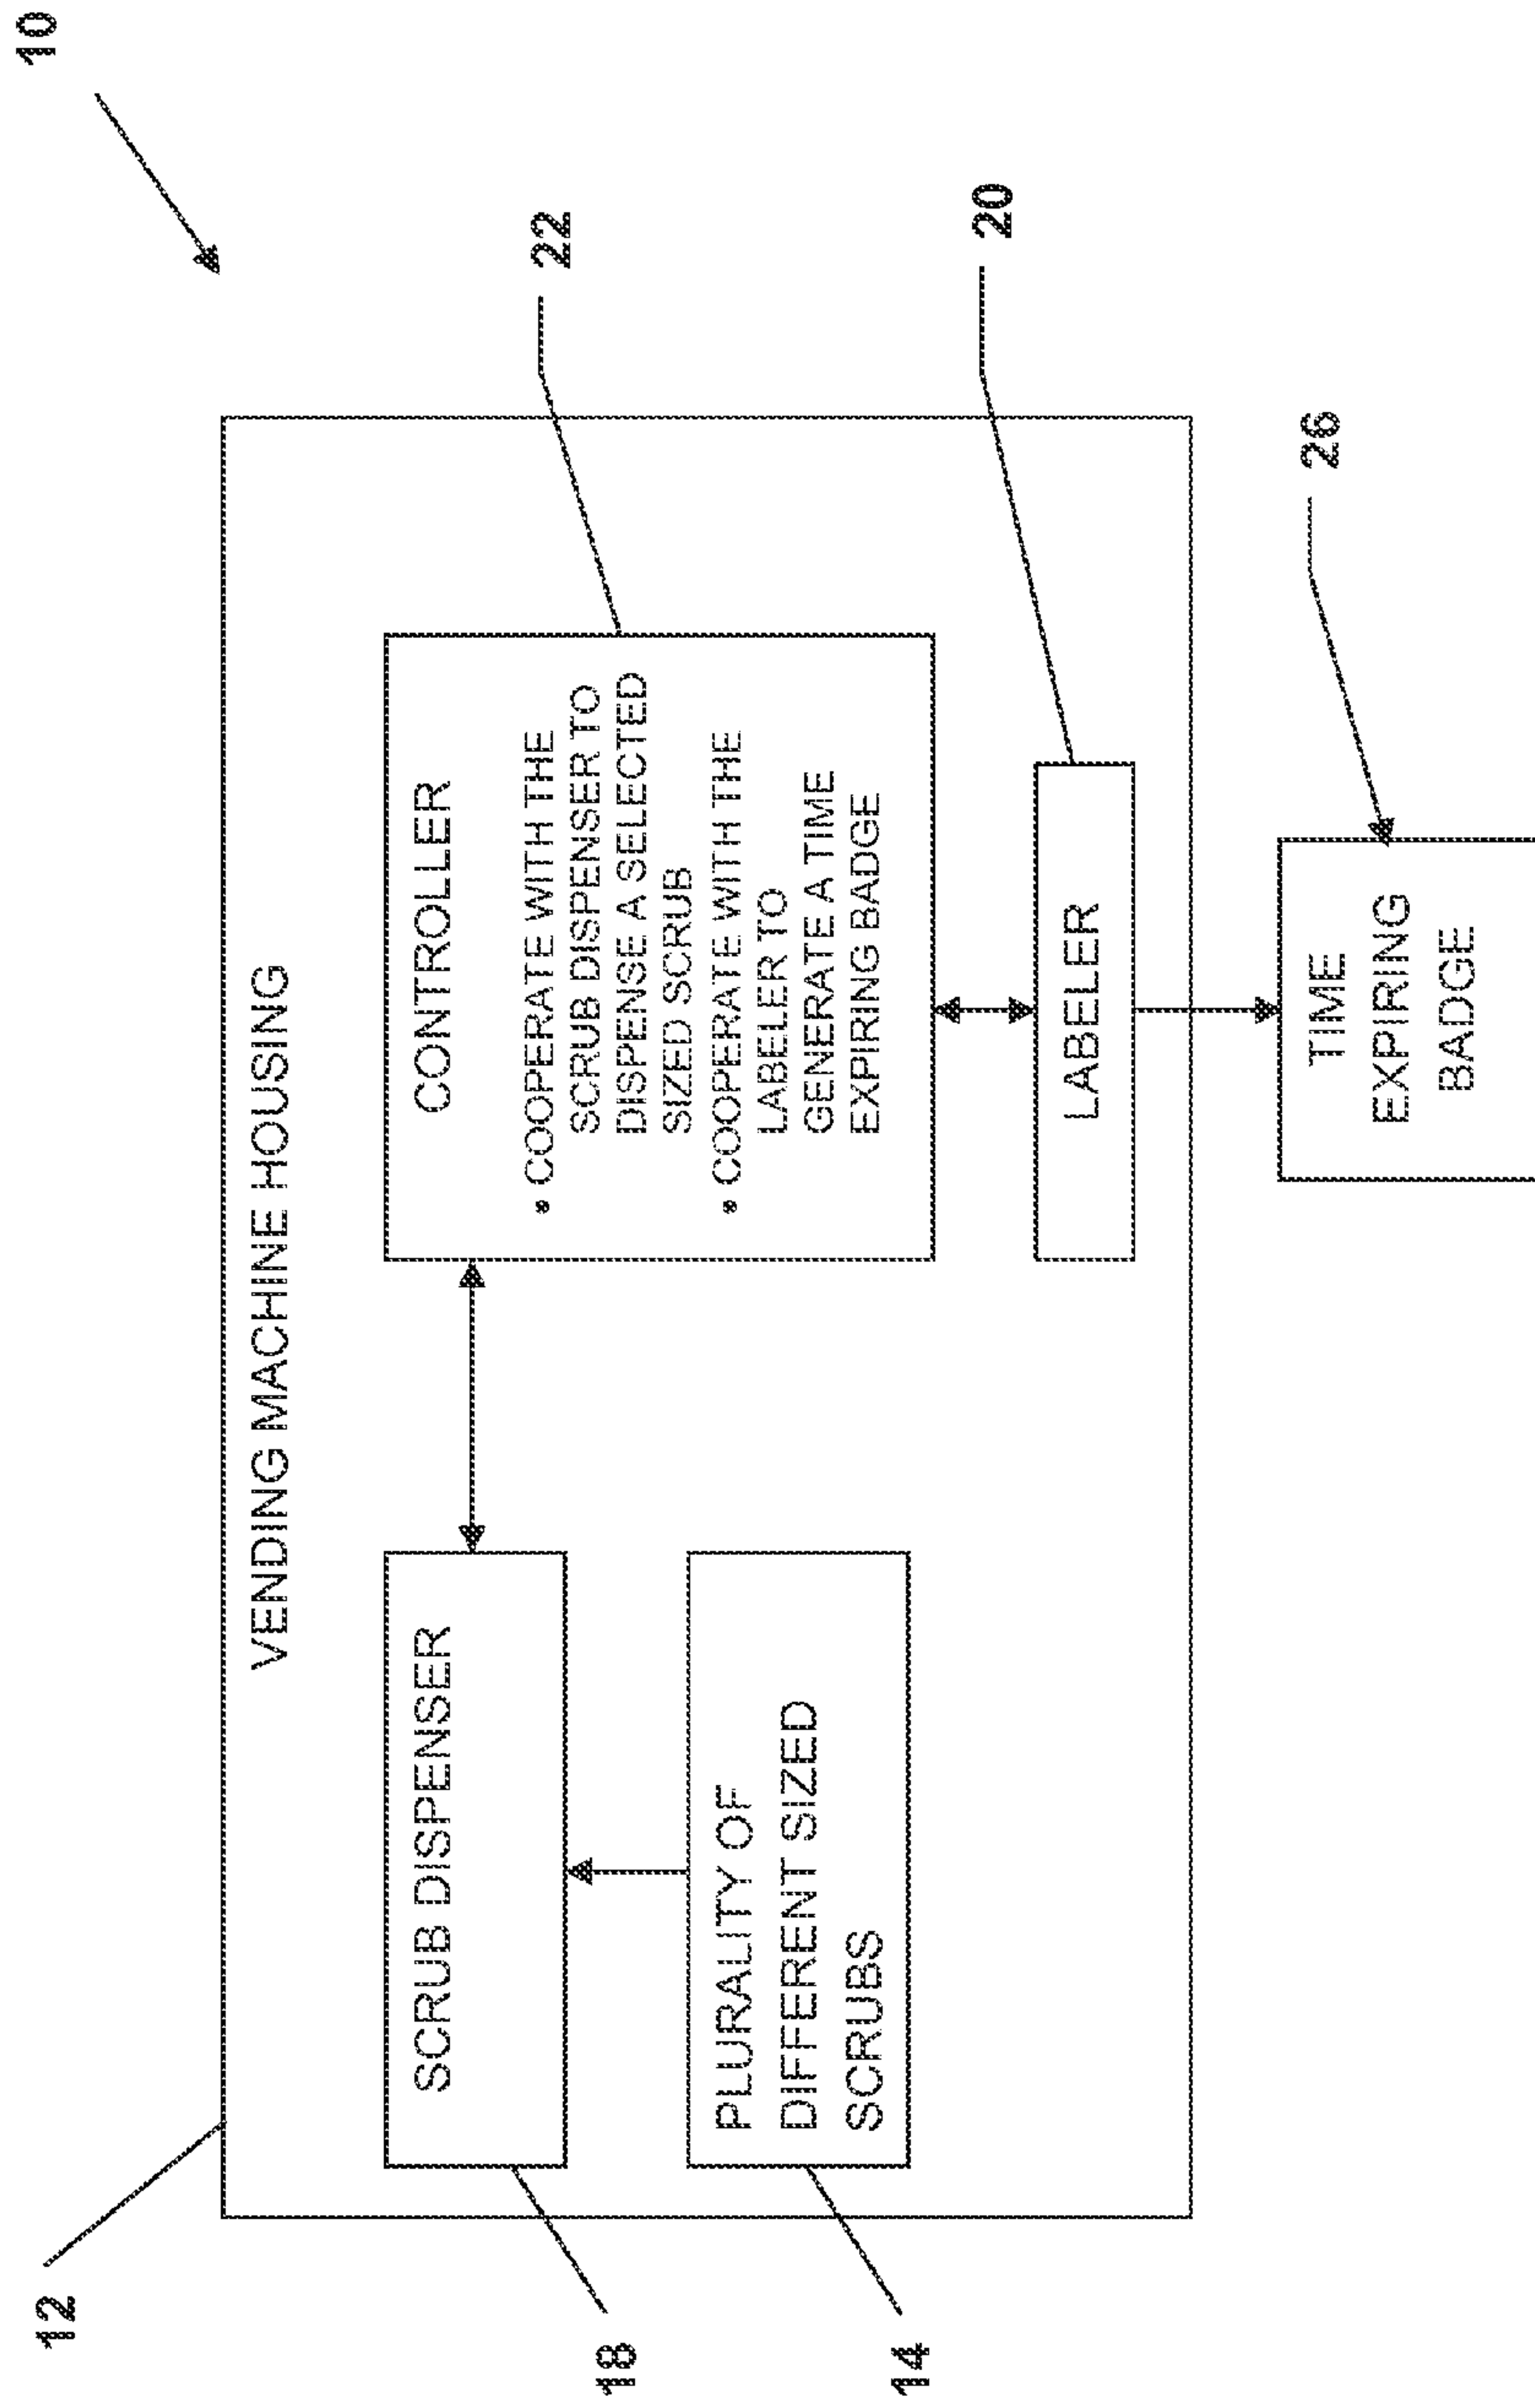 10
12
VENDING MACHINE HOUSING
SCRUB DISPENSER
18
PLURALITY OF
DIFFERENT SIZED
SCRUBS
14
CONTROLLER
• COOPERATE WITH THE
SCRUB DISPENSER TO
DISPENSE A SELECTED
SIZED SCRUB
• COOPERATE WITH THE
LABELER TO
GENERATE A TIME
EXPIRING BADGE
22
LABELER
20
TIME
EXPIRING
BADGE
26